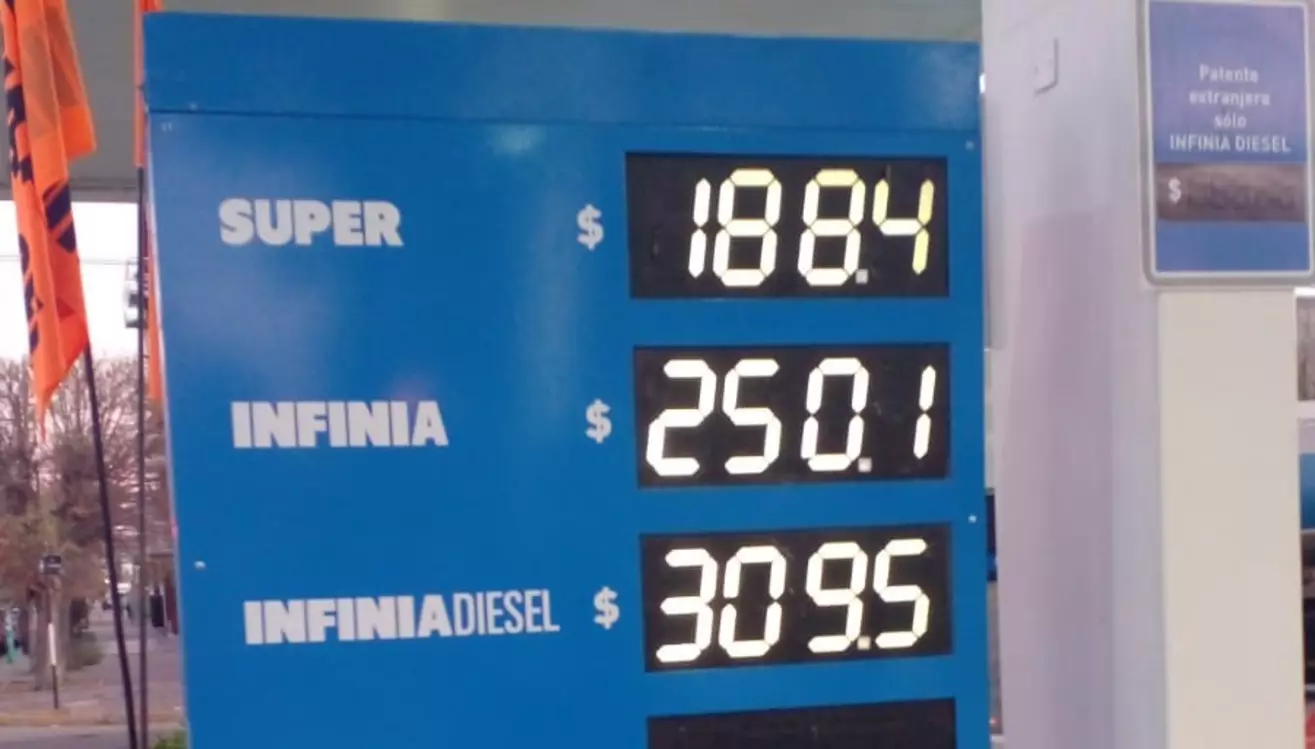 SUPER $ 188.4
INFINIA $ 250.1
INFINIADIESEL $ 309.5
Patente
extranjera
sólo
INFINIA DIESEL
$